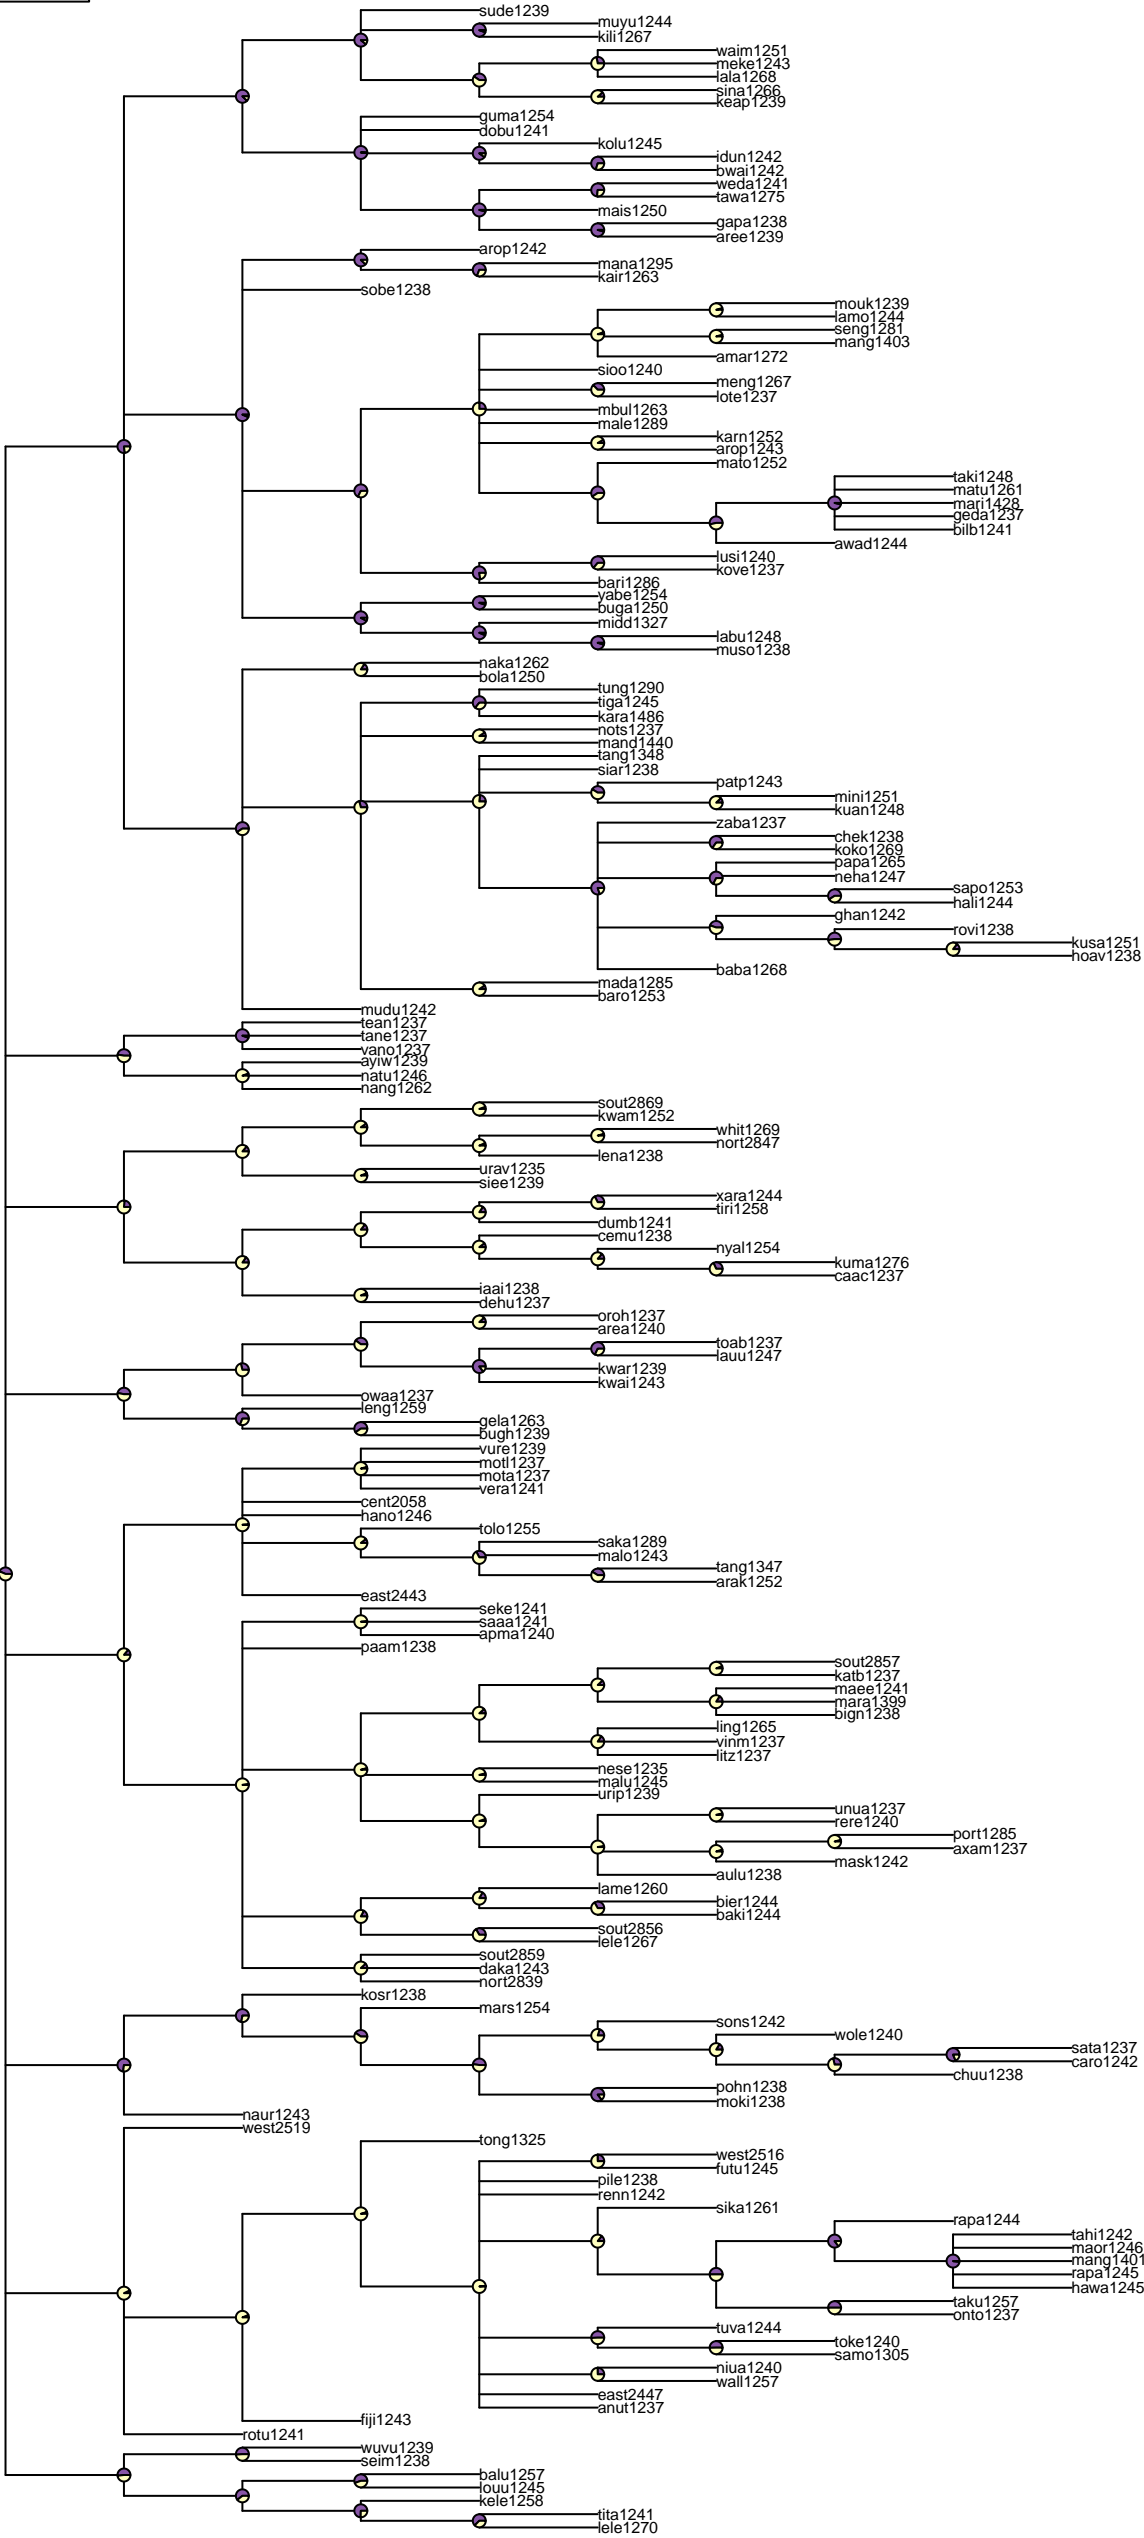 sude1239
muyu1244
kili1267
waim1251
meke1243
lala1268
sina1266
keap1239
guma1254
dobu1241
kolu1245
idun1242
bwai1242
weda1241
tawa1275
mais1250
gapa1238
aree1239
arop1242
mana1295
kair1263
sobe1238
mouk1239
lamo1244
seng1281
mang1403
amar1272
sioo1240
meng1267
lote1237
mbul1263
male1289
karn1252
arop1243
mato1252
taki1248
matu1261
mari1428
geda1237
bilb1241
awad1244
lusi1240
kove1237
bari1286
yabe1254
buga1250
midd1327
labu1248
muso1238
naka1262
bola1250
tung1290
tiga1245
kara1486
nots1237
mand1440
tang1348
siar1238
patp1243
mini1251
kuan1248
zaba1237
chek1238
koko1269
papa1265
neha1247
sapo1253
hali1244
ghan1242
rovi1238
kusa1251
hoav1238
baba1268
mada1285
baro1253
mudu1242
tean1237
tane1237
vano1237
ayiw1239
natu1246
nang1262
sout2869
kwam1252
whit1269
nort2847
lena1238
urav1235
siee1239
xara1244
tiri1258
dumb1241
cemu1238
nyal1254
kuma1276
caac1237
iaai1238
dehu1237
oroh1237
area1240
toab1237
lauu1247
kwar1239
kwai1243
owaa1237
leng1259
gela1263
bugh1239
vure1239
motl1237
mota1237
vera1241
cent2058
hano1246
tolo1255
saka1289
malo1243
tang1347
arak1252
east2443
seke1241
saaa1241
apma1240
paam1238
sout2857
katb1237
maee1241
mara1399
bign1238
ling1265
vinm1237
litz1237
nese1235
malu1245
urip1239
unua1237
rere1240
port1285
axam1237
mask1242
aulu1238
lame1260
bier1244
baki1244
sout2856
lele1267
sout2859
daka1243
nort2839
kosr1238
mars1254
sons1242
wole1240
sata1237
caro1242
chuu1238
pohn1238
moki1238
naur1243
west2519
tong1325
west2516
futu1245
pile1238
renn1242
sika1261
rapa1244
tahi1242
maor1246
mang1401
rapa1245
hawa1245
taku1257
onto1237
tuva1244
toke1240
samo1305
niua1240
wall1257
east2447
anut1237
fiji1243
rotu1241
wuvu1239
seim1238
balu1257
louu1245
kele1258
tita1241
lele1270